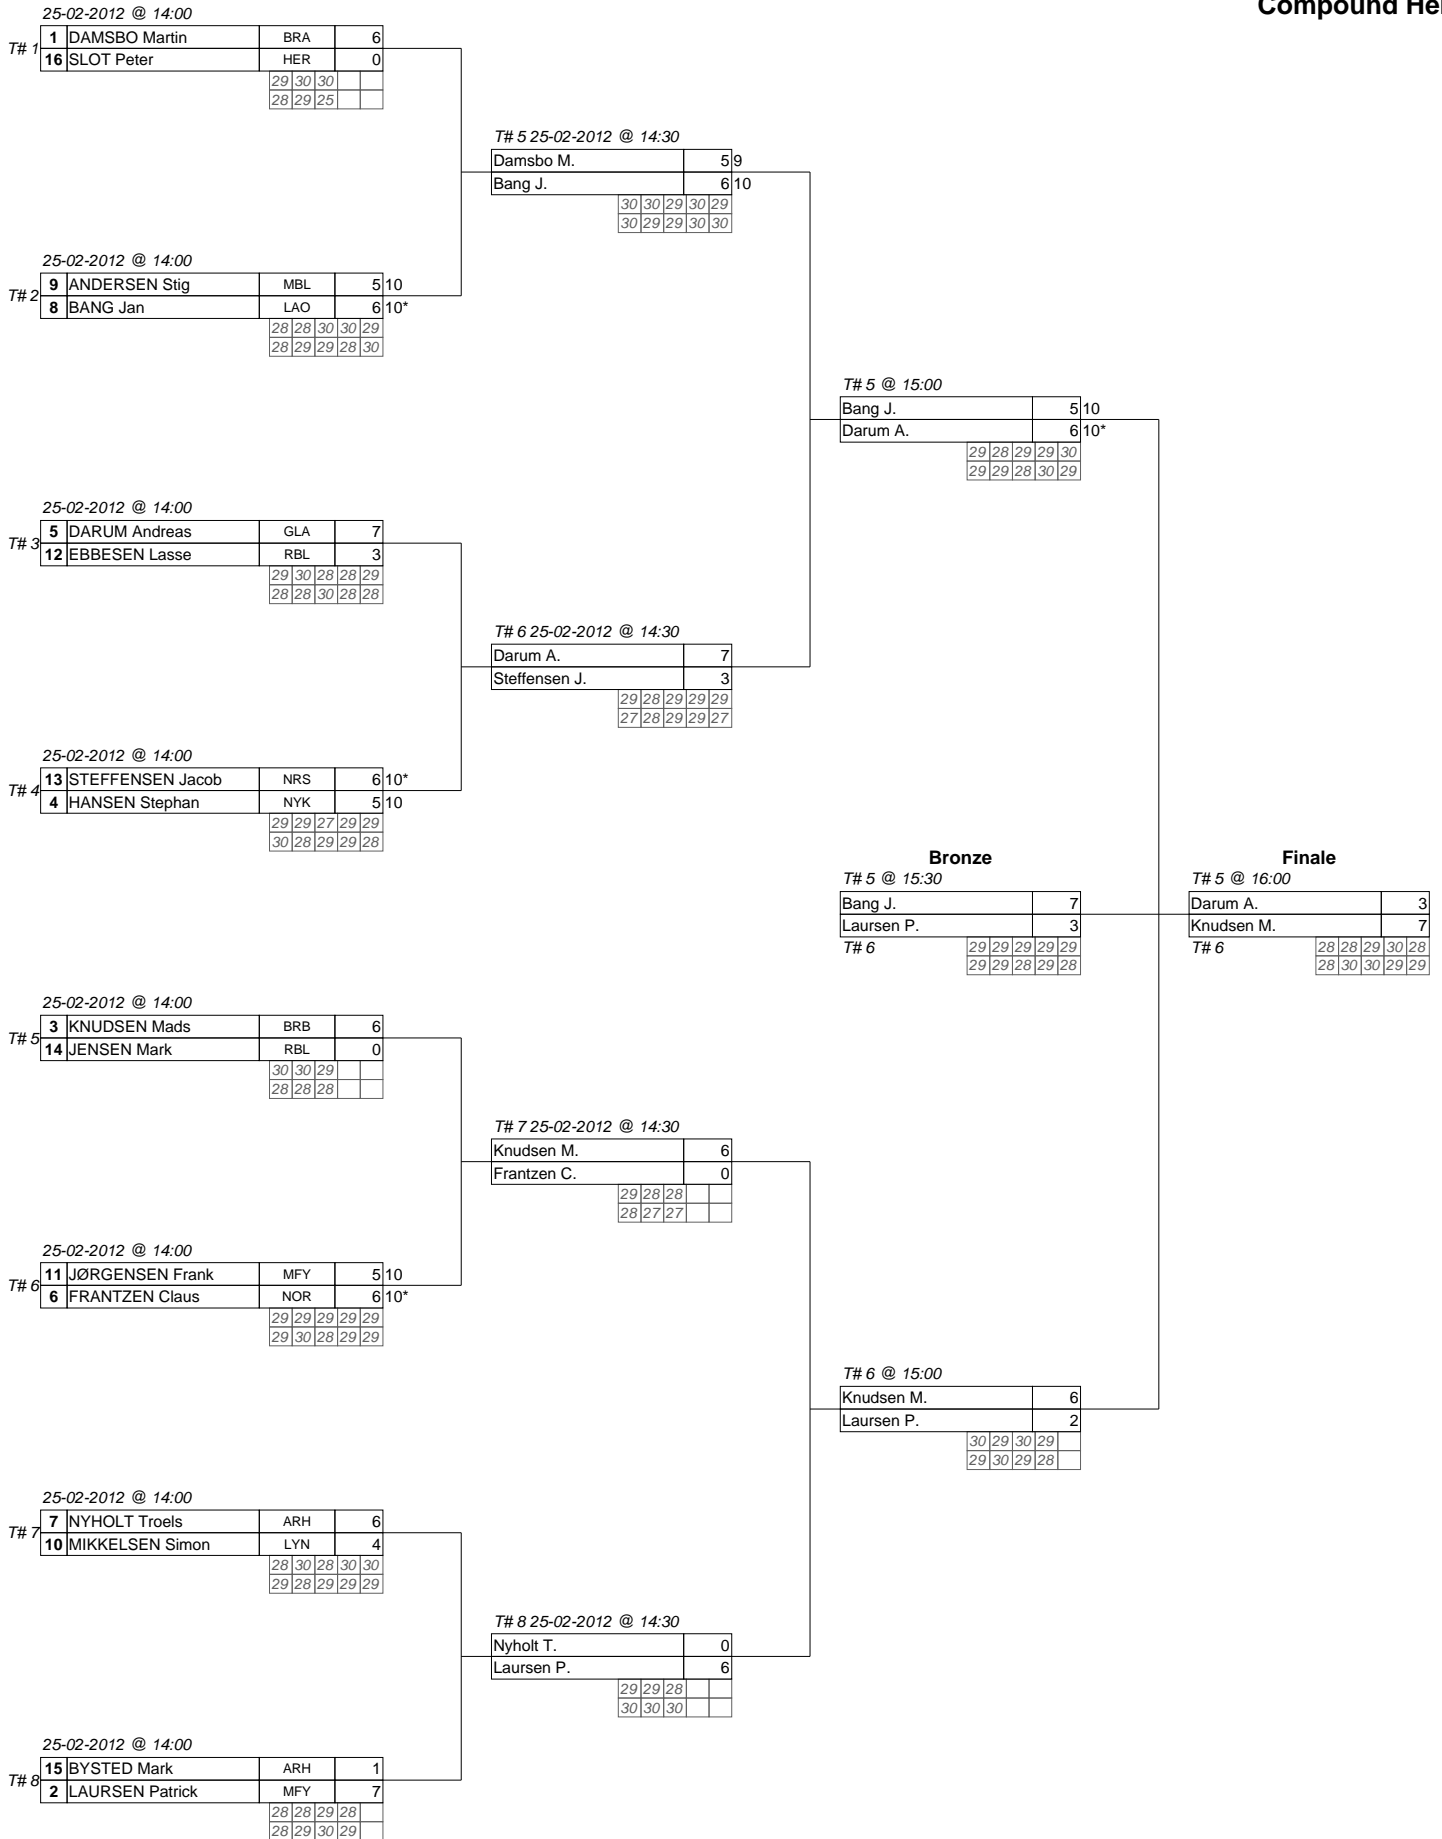 Compound He
25-02-2012 @ 14:00
T# 1
1 DAMSBO Martin BRA 6
16 SLOT Peter HER 0
29 30 30
28 29 25
T# 5 25-02-2012 @ 14:30
Damsbo M. 5 9
Bang J. 6 10
30 30 29 30 29
30 29 29 30 30
25-02-2012 @ 14:00
T# 2
9 ANDERSEN Stig MBL 5 10
8 BANG Jan LAO 6 10*
28 28 30 30 29
28 29 29 28 30
T# 5 @ 15:00
Bang J. 5 10
Darum A. 6 10*
29 28 29 29 30
29 29 28 30 29
25-02-2012 @ 14:00
T# 3
5 DARUM Andreas GLA 7
12 EBBESEN Lasse RBL 3
29 30 28 28 29
28 28 30 28 28
T# 6 25-02-2012 @ 14:30
Darum A. 7
Steffensen J. 3
29 28 29 29 29
27 28 29 29 27
25-02-2012 @ 14:00
T# 4
13 STEFFENSEN Jacob NRS 6 10*
4 HANSEN Stephan NYK 5 10
29 29 27 29 29
30 28 29 29 28
Bronze
T# 5 @ 15:30
Bang J. 7
Laursen P. 3
T# 6
29 29 29 29 29
29 29 28 29 28
Finale
T# 5 @ 16:00
Darum A. 3
Knudsen M. 7
T# 6
28 28 29 30 28
28 30 30 29 29
25-02-2012 @ 14:00
T# 5
3 KNUDSEN Mads BRB 6
14 JENSEN Mark RBL 0
30 30 29
28 28 28
T# 7 25-02-2012 @ 14:30
Knudsen M. 6
Frantzen C. 0
29 28 28
28 27 27
25-02-2012 @ 14:00
T# 6
11 JØRGENSEN Frank MFY 5 10
6 FRANTZEN Claus NOR 6 10*
29 29 29 29 29
29 30 28 29 29
T# 6 @ 15:00
Knudsen M. 6
Laursen P. 2
30 29 30 29
29 30 29 28
25-02-2012 @ 14:00
T# 7
7 NYHOLT Troels ARH 6
10 MIKKELSEN Simon LYN 4
28 30 28 30 30
29 28 29 29 29
T# 8 25-02-2012 @ 14:30
Nyholt T. 0
Laursen P. 6
29 29 28
30 30 30
25-02-2012 @ 14:00
T# 8
15 BYSTED Mark ARH 1
2 LAURSEN Patrick MFY 7
28 28 29 28
28 29 30 29